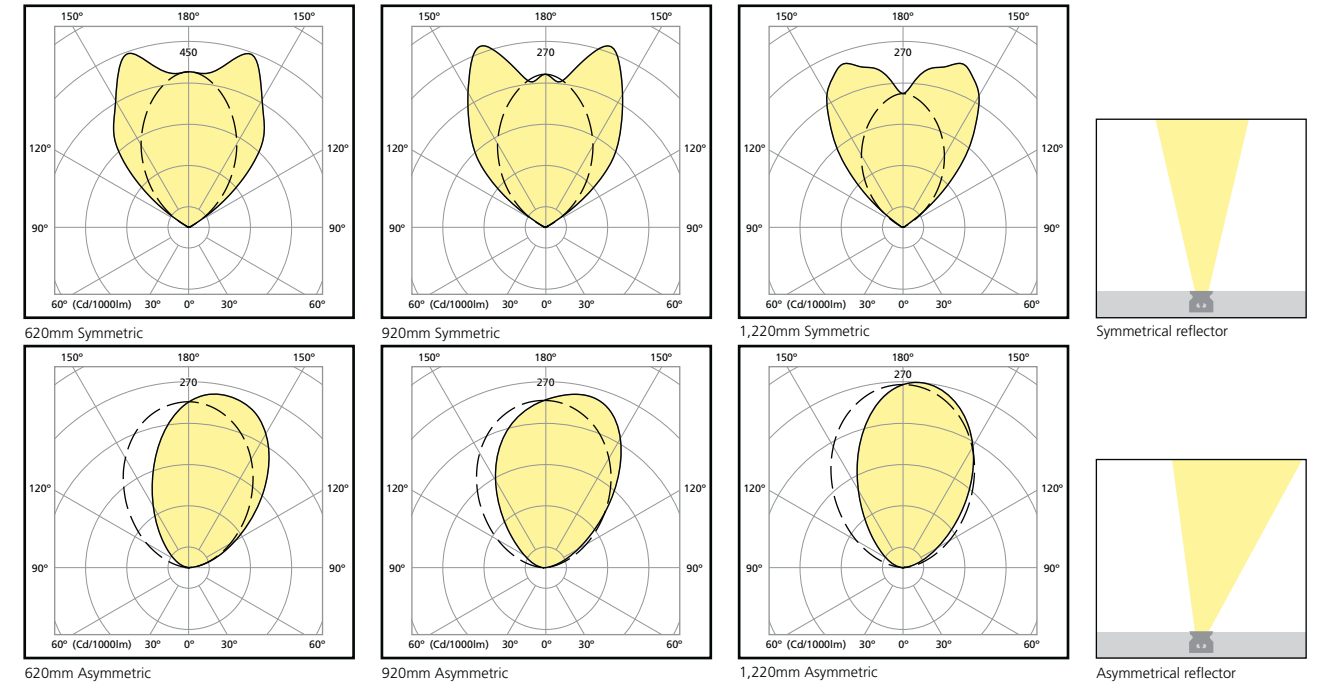 150° 180° 150°
450
120° 120°
90° 90°
60° (Cd/1000lm) 30° 0° 30° 60°
620mm Symmetric
150° 180° 150°
270
120° 120°
90° 90°
60° (Cd/1000lm) 30° 0° 30° 60°
920mm Symmetric
150° 180° 150°
270
120° 120°
90° 90°
60° (Cd/1000lm) 30° 0° 30° 60°
1,220mm Symmetric
Symmetrical reflector
150° 180° 150°
270
120° 120°
90° 90°
60° (Cd/1000lm) 30° 0° 30° 60°
620mm Asymmetric
150° 180° 150°
270
120° 120°
90° 90°
60° (Cd/1000lm) 30° 0° 30° 60°
920mm Asymmetric
150° 180° 150°
270
120° 120°
90° 90°
60° (Cd/1000lm) 30° 0° 30° 60°
1,220mm Asymmetric
Asymmetrical reflector